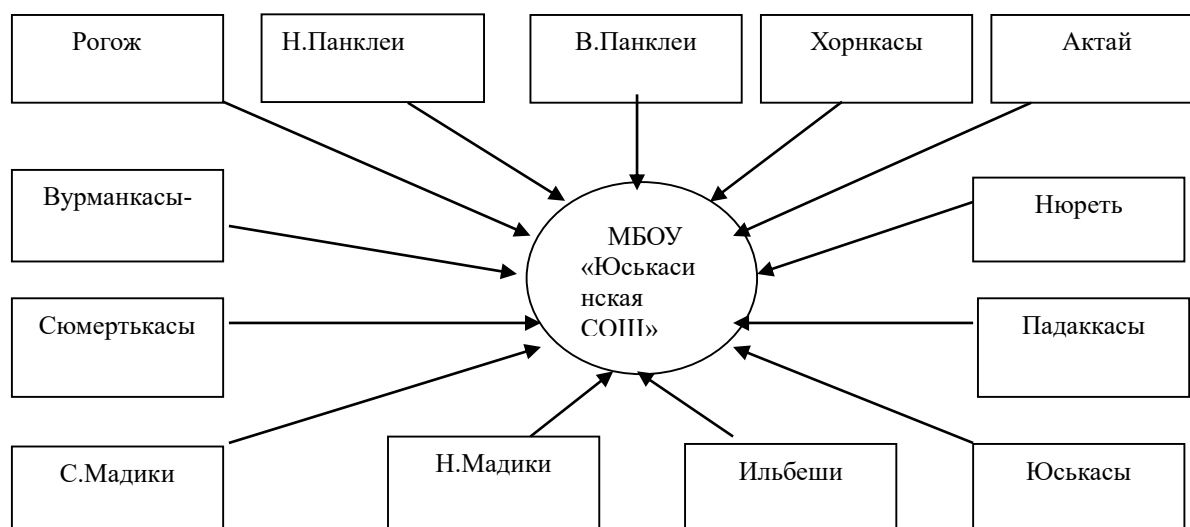 Рогож
Н.Панклеи
В.Панклеи
Хорнкасы
Актай
Вурманкасы-
Нюреть
МБОУ
«Юськаси
нская
СОШ»
Сюмертькасы
Падаккасы
С.Мадики
Н.Мадики
Ильбеши
Юськасы